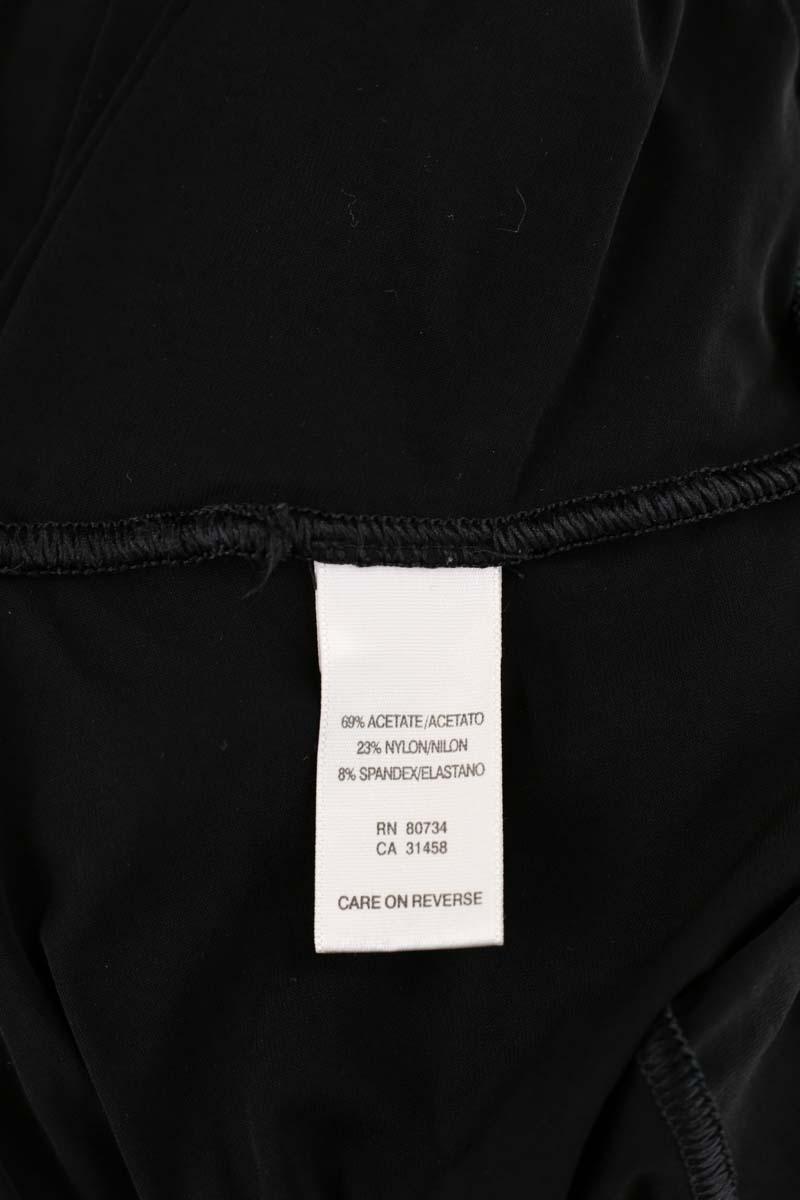 69% ACETATE/ACETATO
23% NYLON/NILON
8% SPANDEX/ELASTANO
RN 80734
CA 31458
CARE ON REVERSE